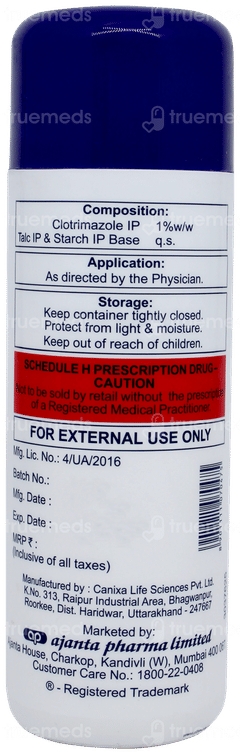 truemeds
Composition:
Clotrimazole IP 1%w/w
Talc IP & Starch IP Base q.s.
Application:
As directed by the Physician.
Storage:
Keep container tightly closed.
Protect from light & moisture.
Keep out of reach of children.
SCHEDULE H PRESCRIPTION DRUG-
CAUTION
Not to be sold by retail without the prescription
of a Registered Medical Practitioner.
FOR EXTERNAL USE ONLY
Mfg. Lic. No.: 4/UA/2016
Batch No.:
Mfg. Date :
Exp. Date :
MRP ₹ :
(Inclusive of all taxes)
Manufactured by : Canixa Life Sciences Pvt. Ltd.
K.No. 313, Raipur Industrial Area, Bhagwanpur,
Roorkee, Dist. Haridwar, Uttarakhand - 247667
Marketed by:
ap ajanta pharma limited
Ajanta House, Charkop, Kandivli (W), Mumbai 400 067
Customer Care No.: 1800-22-0408
® - Registered Trademark